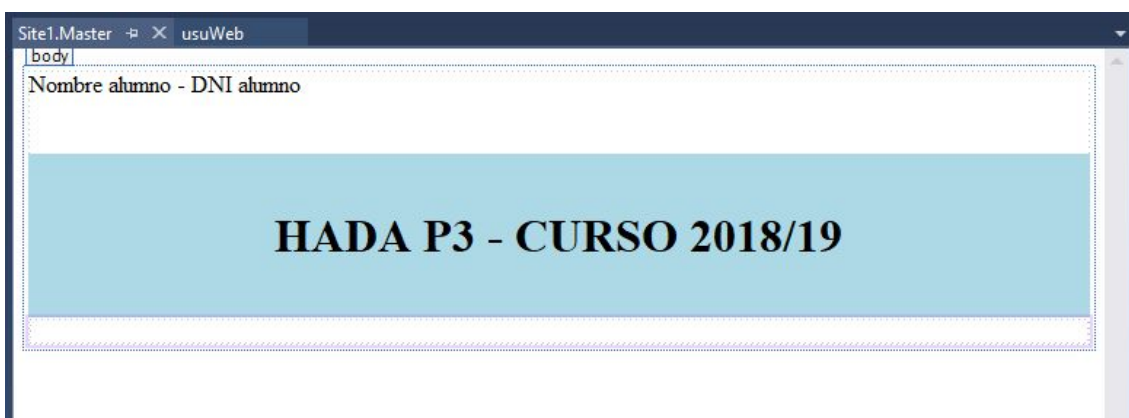 Site1.Master usuWeb
body
Nombre alumno - DNI alumno
HADA P3 - CURSO 2018/19